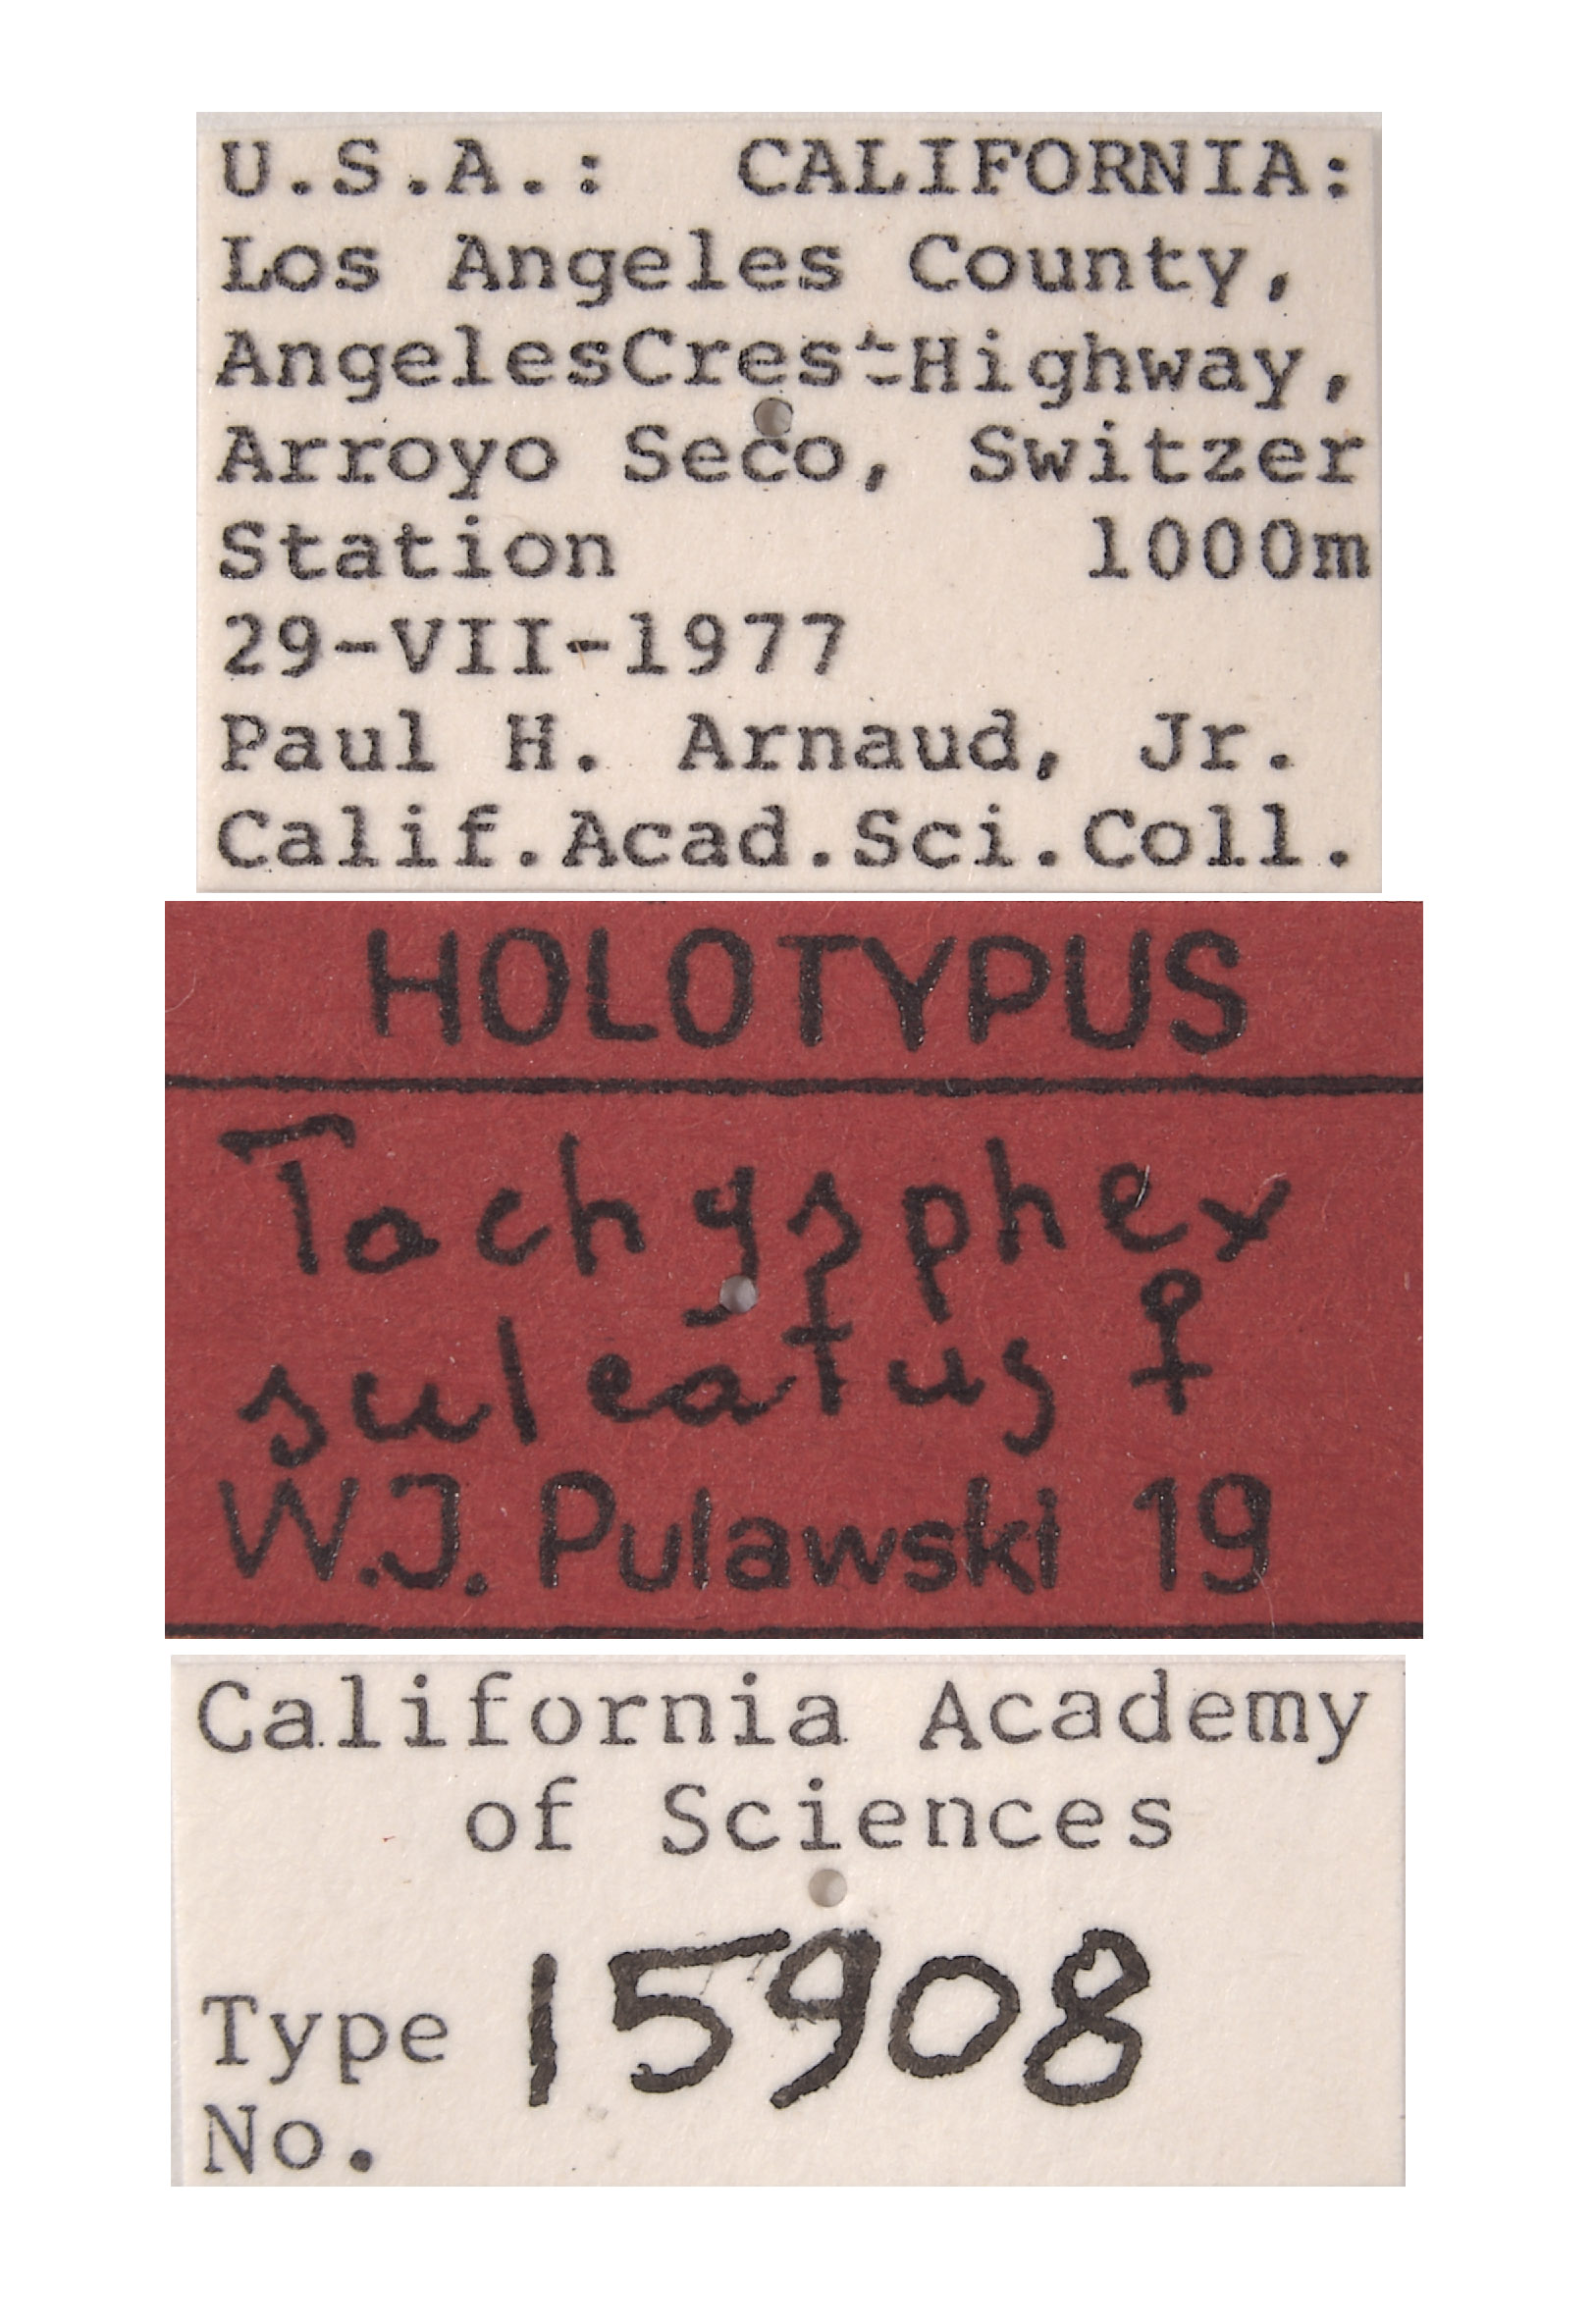 U.S.A.: CALIFORNIA:
Los Angeles County,
AngelesCrest Highway,
Arroyo Seco, Switzer
Station 1000m
29-VII-1977
Paul H. Arnaud, Jr.
Calif.Acad.Sci.Coll.
HOLOTYPUS
Tachysphex
sulcatus ♀
W.J. Pulawski 19
California Academy
of Sciences
Type 15908
No.